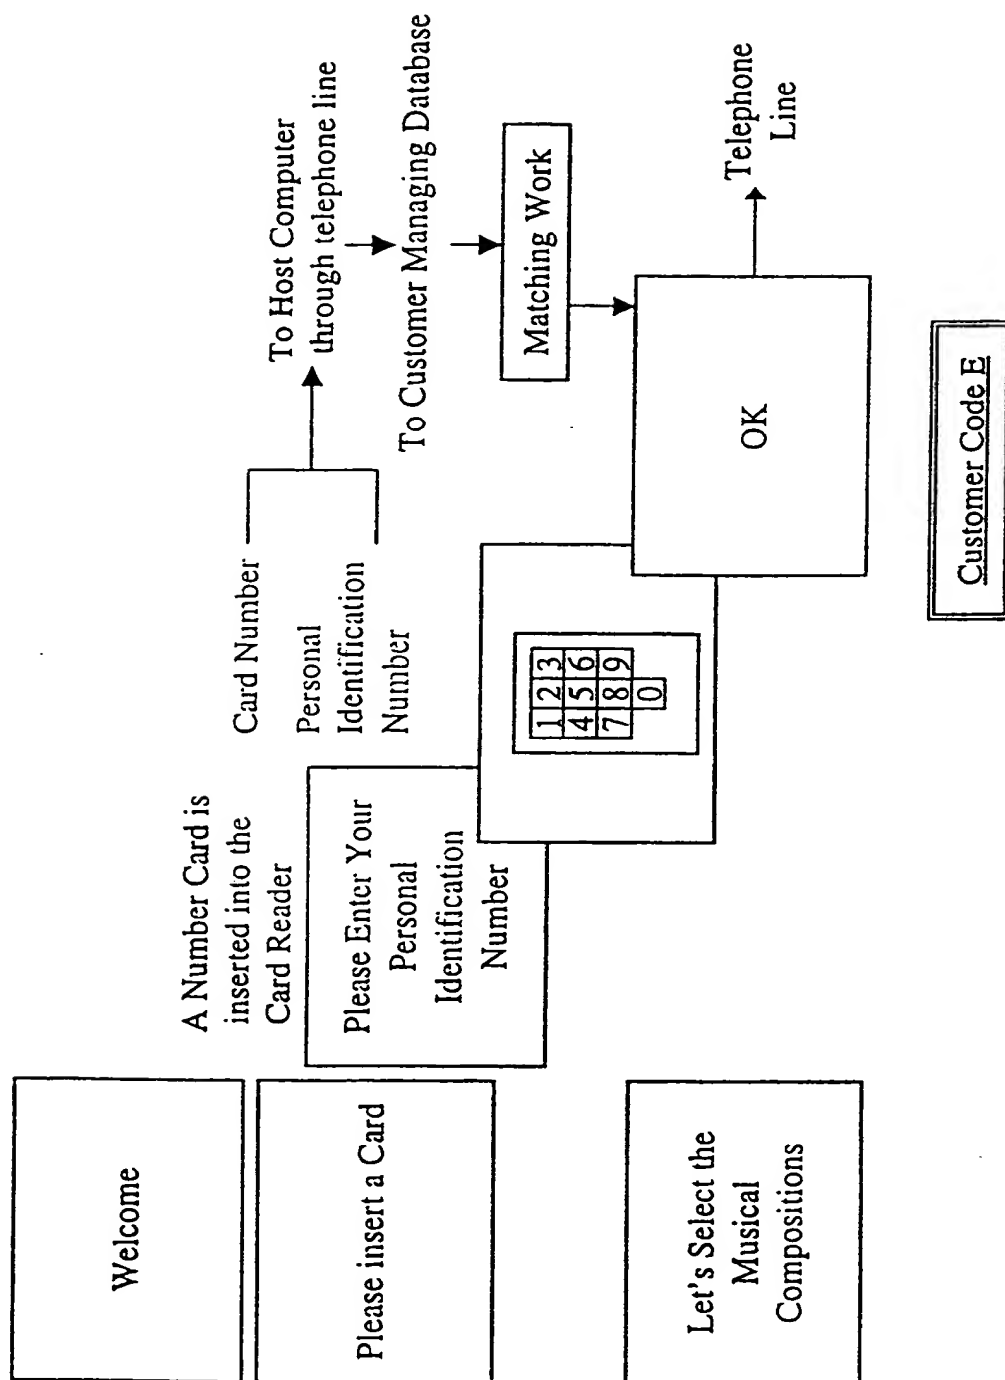 Welcome
Please insert a Card
A Number Card is
inserted into the
Card Reader
Please Enter Your
Personal
Identification
Number
1 2 3
4 5 6
7 8 9
0
Card Number
Personal
Identification
Number
To Host Computer
through telephone line
To Customer Managing Database
Matching Work
OK
Telephone
Line
Let's Select the
Musical
Compositions
Customer Code E